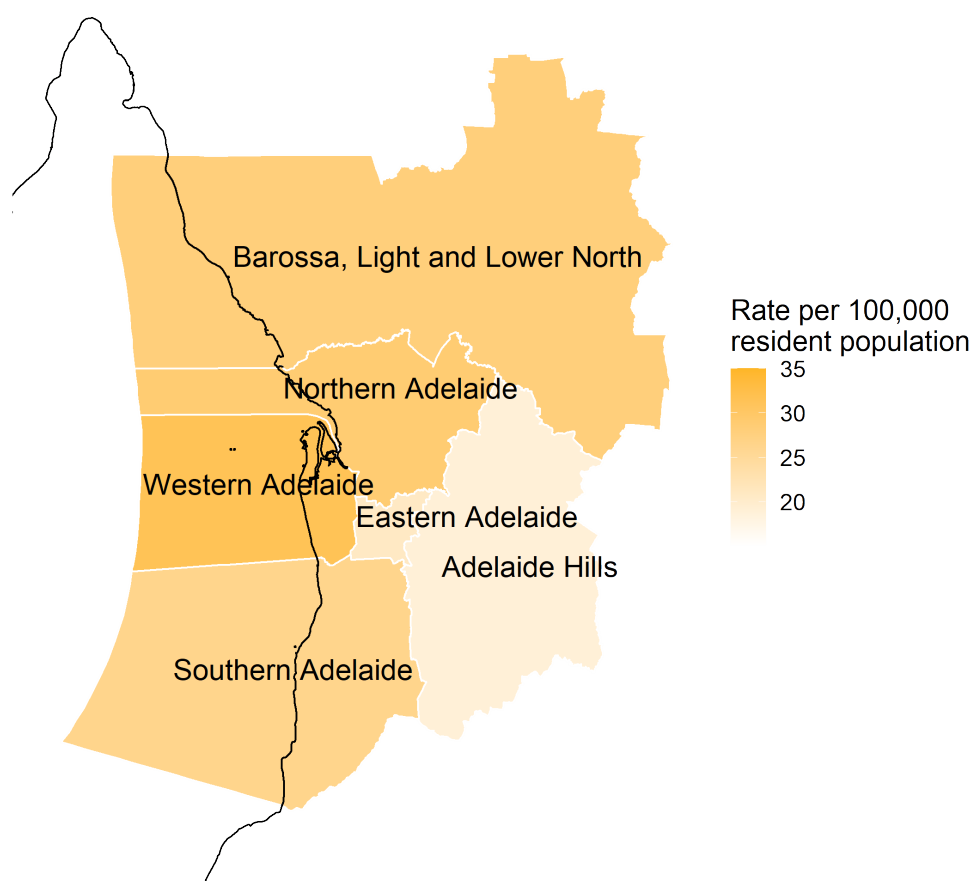 Barossa, Light and Lower North
Rate per 100,000
resident population
35
30
25
20
Northern Adelaide
Western Adelaide
Eastern Adelaide
Adelaide Hills
Southern Adelaide